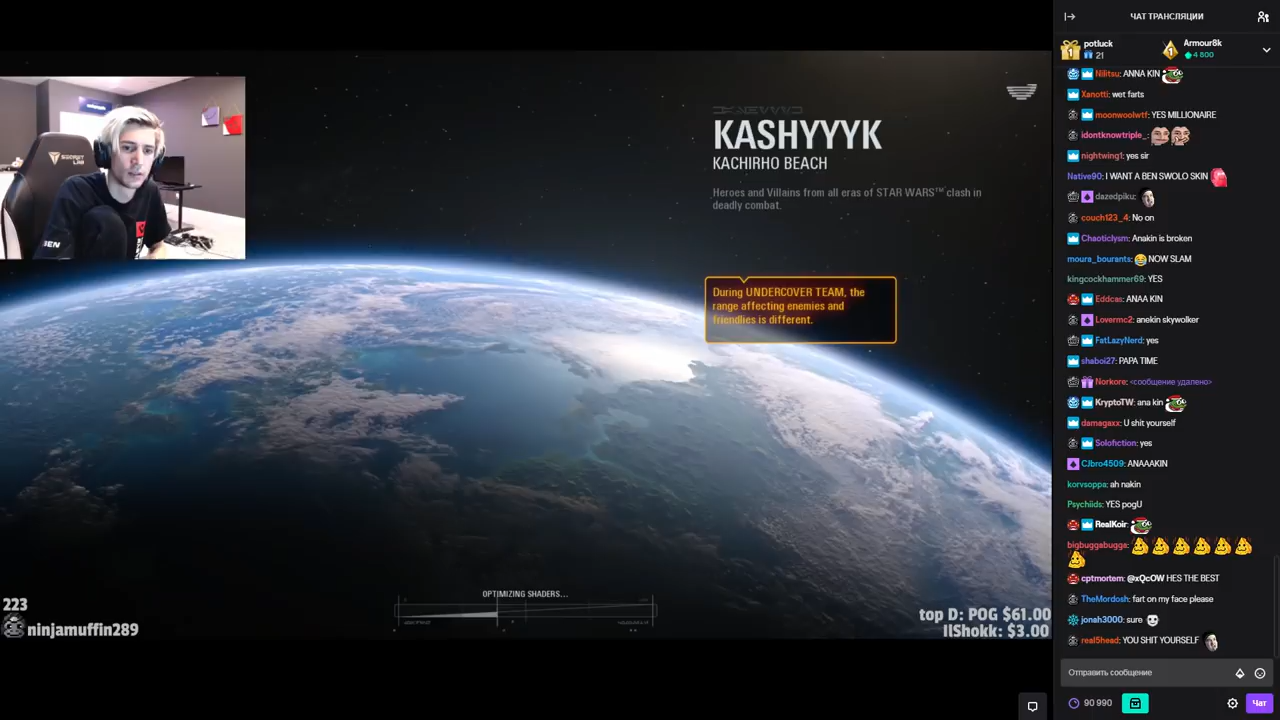 KASHYYYK
KACHIRHO BEACH
Heroes and Villains from all eras of STAR WARS™ clash in
deadly combat.
During UNDERCOVER TEAM, the
range affecting enemies and
friendlies is different.
OPTIMIZING SHADERS...
223
ninjamuffin289
top D: POG $61.00
llShokk: $3.00
SECRET
LAB
ЧАТ ТРАНСЛЯЦИИ
potluck
21
Armour8k
4 800
Nilitsu: ANNA KIN
Xanotti: wet farts
moonwoolwtf: YES MILLIONAIRE
idontknowtriple_:
nightwing1: yes sir
Native90: I WANT A BEN SWOLO SKIN
dazedpiku:
couch123_4: No on
Chaoticlysm: Anakin is broken
moura_bourants: NOW SLAM
kingcockhammer69: YES
Eddcas: ANAA KIN
Lovermc2: anekin skywolker
FatLazyNerd: yes
shaboi27: PAPA TIME
Norkore: <сообщение удалено>
KryptoTW: ana kin
damagaxx: U shit yourself
Solofiction: yes
CJbro4509: ANAAAKIN
korvsoppa: ah nakin
Psychiids: YES pogU
RealKoir:
bigbuggabugga:
cptmortem: @xQcOW HES THE BEST
TheMordosh: fart on my face please
jonah3000: sure
real5head: YOU SHIT YOURSELF
Отправить сообщение
90 990
Чат